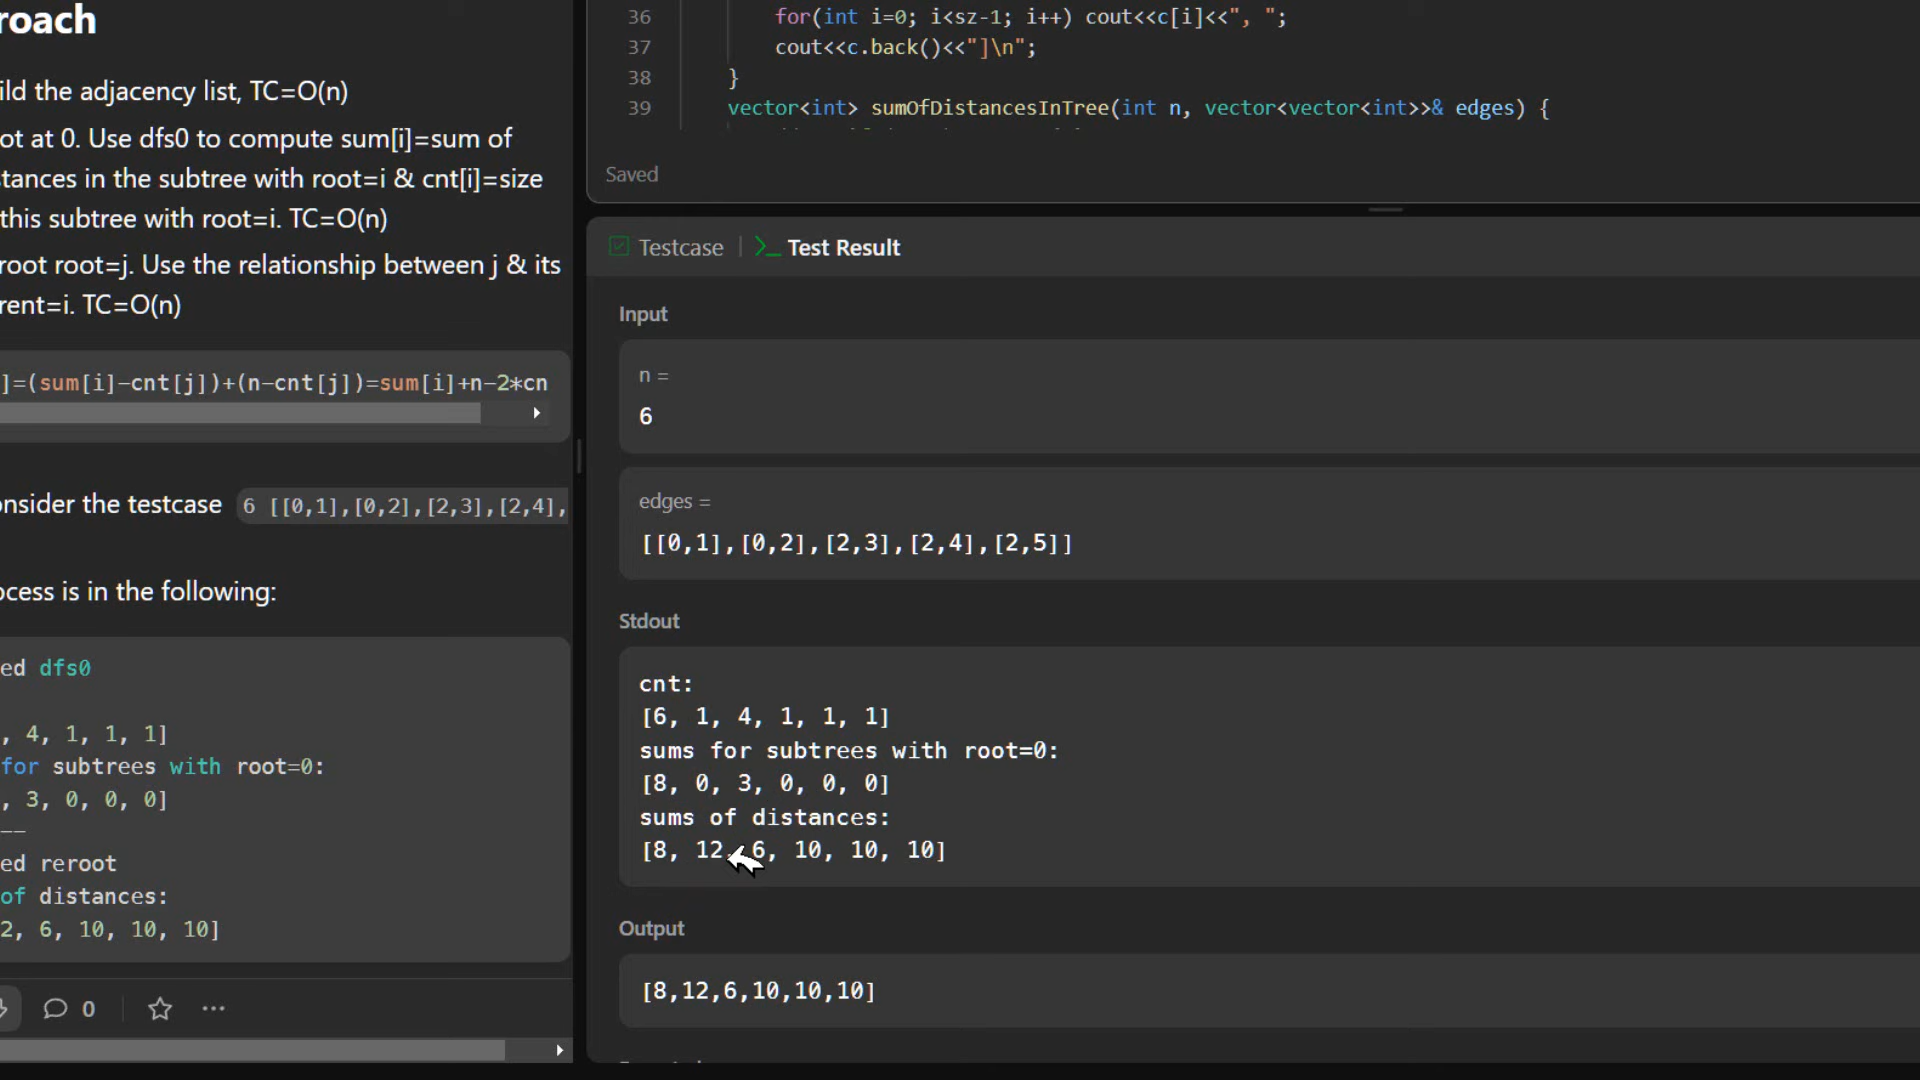 roach
ild the adjacency list, TC=O(n)
ot at 0. Use dfs0 to compute sum[i]=sum of
tances in the subtree with root=i & cnt[i]=size
this subtree with root=i. TC=O(n)
root root=j. Use the relationship between j & its
rent=i. TC=O(n)
]=(sum[i]−cnt[j])+(n−cnt[j])=sum[i]+n−2*cn
onsider the testcase 6 [[0,1],[0,2],[2,3],[2,4],
ocess is in the following:
ed dfs0
, 4, 1, 1, 1]
for subtrees with root=0:
, 3, 0, 0, 0]
——
ed reroot
of distances:
2, 6, 10, 10, 10]
0
36 for(int i=0; i<sz-1; i++) cout<<c[i]<<", ";
37 cout<<c.back()<<"]\n";
38 }
39 vector<int> sumOfDistancesInTree(int n, vector<vector<int>>& edges) {
Saved
Testcase | >_ Test Result
Input
n =
6
edges =
[[0,1],[0,2],[2,3],[2,4],[2,5]]
Stdout
cnt:
[6, 1, 4, 1, 1, 1]
sums for subtrees with root=0:
[8, 0, 3, 0, 0, 0]
sums of distances:
[8, 12, 6, 10, 10, 10]
Output
[8,12,6,10,10,10]